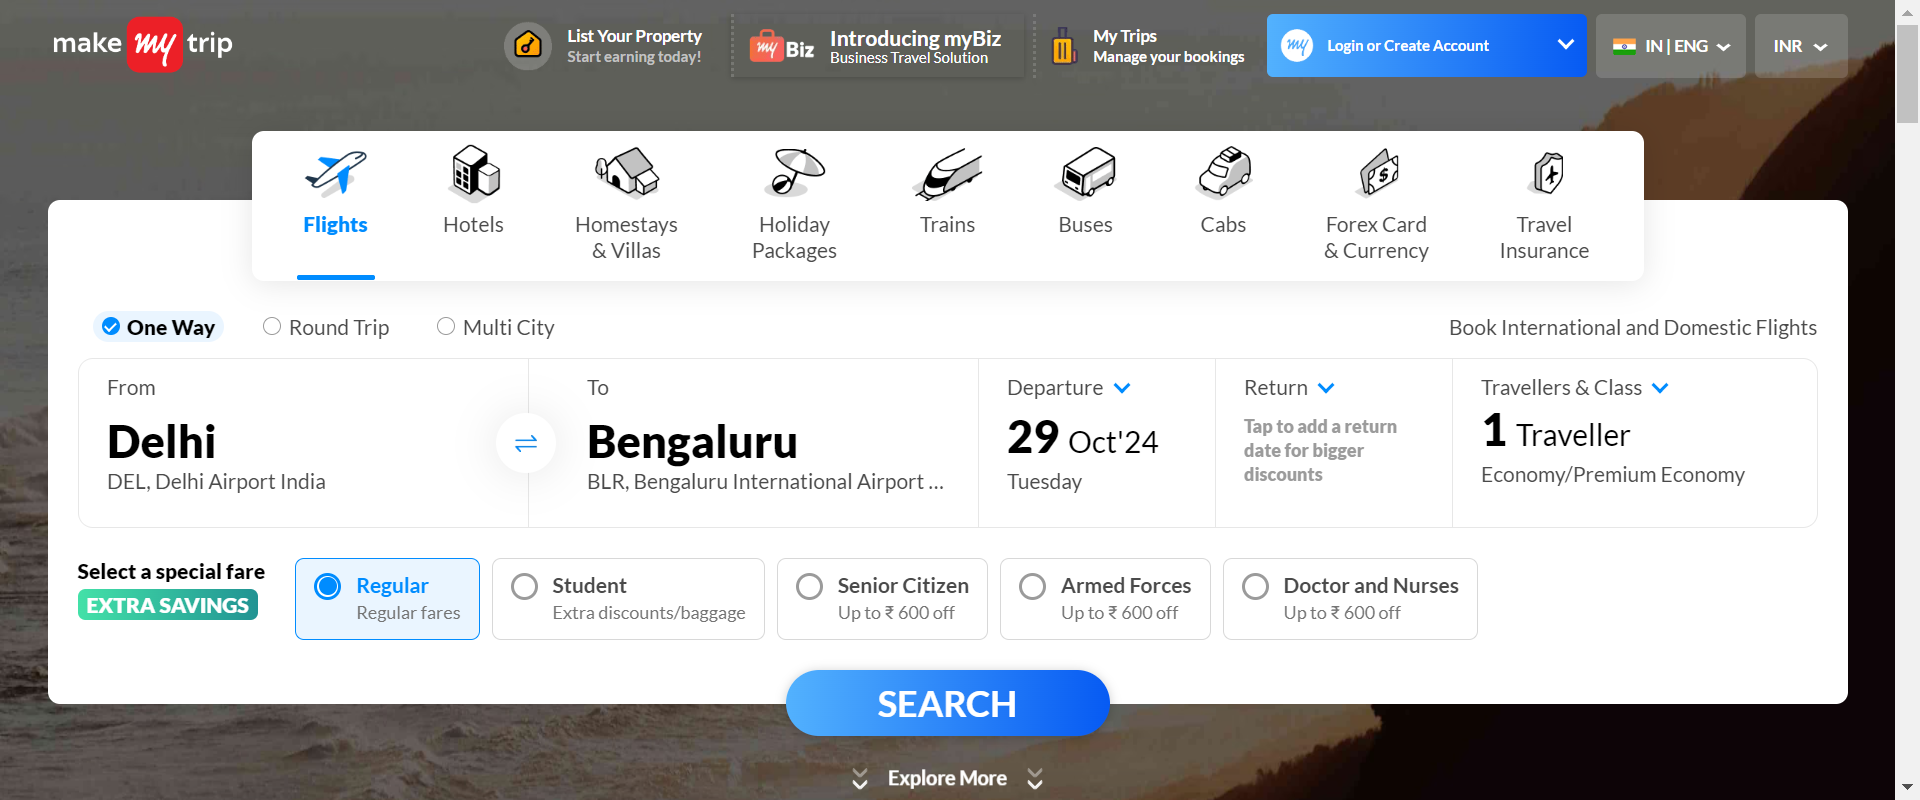 make my trip
List Your Property
Start earning today!
my Biz
Introducing myBiz
Business Travel Solution
My Trips
Manage your bookings
my
Login or Create Account
IN | ENG
INR
Flights
Hotels
Homestays
& Villas
Holiday
Packages
Trains
Buses
Cabs
Forex Card
& Currency
Travel
Insurance
One Way
Round Trip
Multi City
Book International and Domestic Flights
From
Delhi
DEL, Delhi Airport India
To
Bengaluru
BLR, Bengaluru International Airport ...
Departure
29 Oct'24
Tuesday
Return
Tap to add a return
date for bigger
discounts
Travellers & Class
1 Traveller
Economy/Premium Economy
Select a special fare
EXTRA SAVINGS
Regular
Regular fares
Student
Extra discounts/baggage
Senior Citizen
Up to ₹ 600 off
Armed Forces
Up to ₹ 600 off
Doctor and Nurses
Up to ₹ 600 off
SEARCH
Explore More